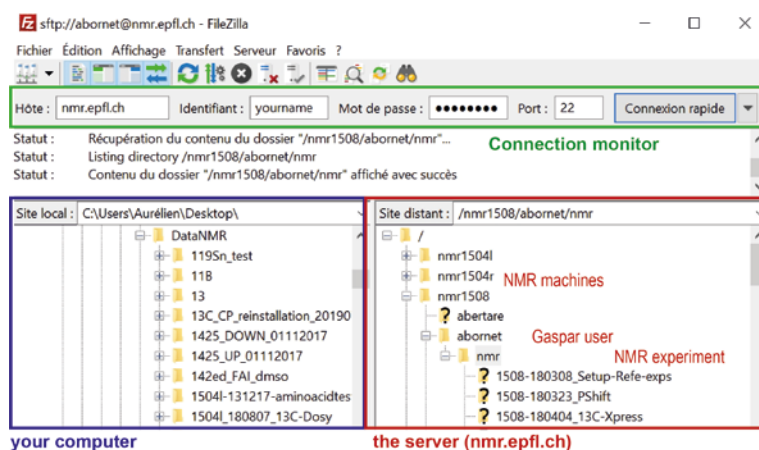 sftp://abornet@nmr.epfl.ch - FileZilla
Fichier Édition Affichage Transfert Serveur Favoris ?
Hôte : nmr.epfl.ch Identifiant : yourname Mot de passe : ●●●●●●●● Port : 22 Connexion rapide
Statut : Récupération du contenu du dossier "/nmr1508/abornet/nmr"...
Statut : Listing directory /nmr1508/abornet/nmr
Connection monitor
Statut : Contenu du dossier "/nmr1508/abornet/nmr" affiché avec succès
Site local : C:\Users\Aurélien\Desktop\
DataNMR
119Sn_test
11B
13
13C_CP_reinstallation_20190
1425_DOWN_01112017
1425_UP_01112017
142ed_FAI_dmso
1504l-131217-aminoacidtes
1504l_180807_13C-Dosy
your computer
Site distant : /nmr1508/abornet/nmr
/
nmr1504l
nmr1504r NMR machines
nmr1508
? abertare
abornet Gaspar user
nmr NMR experiment
? 1508-180308_Setup-Refe-exps
? 1508-180323_PShift
? 1508-180404_13C-Xpress
the server (nmr.epfl.ch)